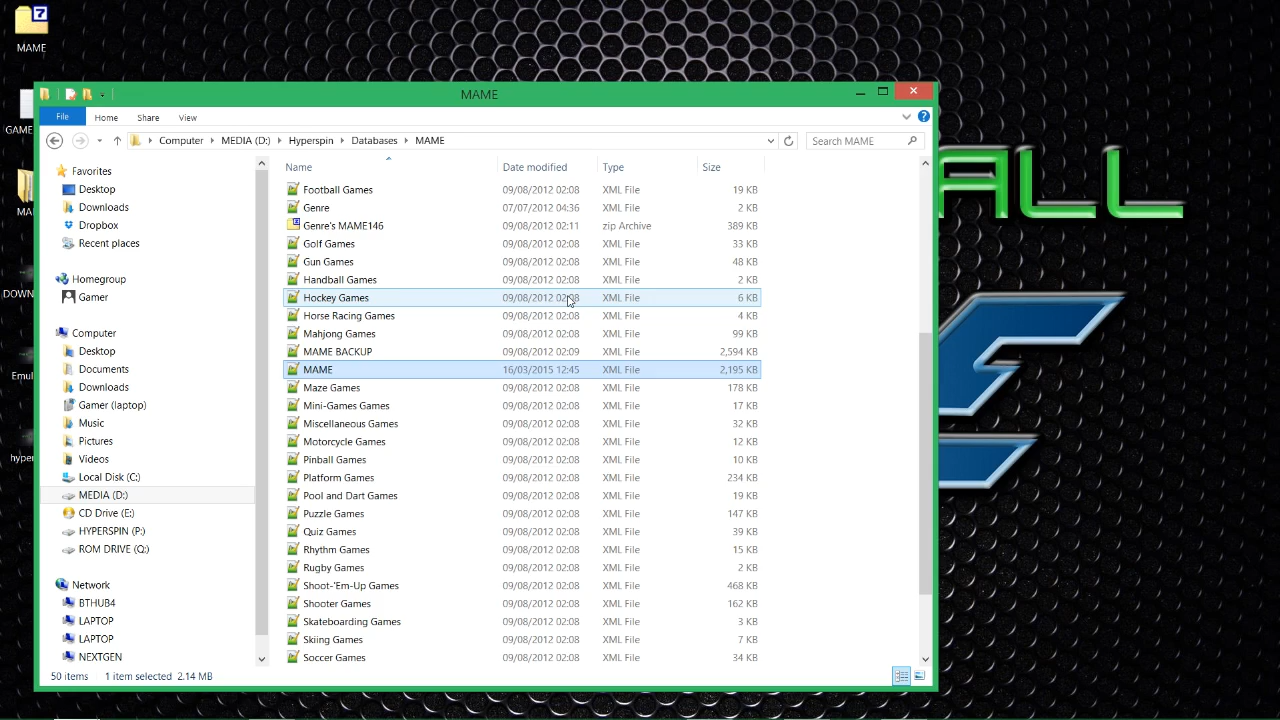 MAME
GAME
MA
DOWN
Emul
hyper
ALL
MAME
File Home Share View
Computer MEDIA (D:) Hyperspin Databases MAME
Search MAME
Name Date modified Type Size
Favorites
Desktop
Downloads
Dropbox
Recent places
Homegroup
Gamer
Computer
Desktop
Documents
Downloads
Gamer (laptop)
Music
Pictures
Videos
Local Disk (C:)
MEDIA (D:)
CD Drive (E:)
HYPERSPIN (P:)
ROM DRIVE (Q:)
Network
BTHUB4
LAPTOP
LAPTOP
NEXTGEN
Football Games 09/08/2012 02:08 XML File 19 KB
Genre 07/07/2012 04:36 XML File 2 KB
Genre's MAME146 09/08/2012 02:11 zip Archive 389 KB
Golf Games 09/08/2012 02:08 XML File 33 KB
Gun Games 09/08/2012 02:08 XML File 48 KB
Handball Games 09/08/2012 02:08 XML File 2 KB
Hockey Games 09/08/2012 02:08 XML File 6 KB
Horse Racing Games 09/08/2012 02:08 XML File 4 KB
Mahjong Games 09/08/2012 02:08 XML File 99 KB
MAME BACKUP 09/08/2012 02:09 XML File 2,594 KB
MAME 16/03/2015 12:45 XML File 2,195 KB
Maze Games 09/08/2012 02:08 XML File 178 KB
Mini-Games Games 09/08/2012 02:08 XML File 17 KB
Miscellaneous Games 09/08/2012 02:08 XML File 32 KB
Motorcycle Games 09/08/2012 02:08 XML File 12 KB
Pinball Games 09/08/2012 02:08 XML File 10 KB
Platform Games 09/08/2012 02:08 XML File 234 KB
Pool and Dart Games 09/08/2012 02:08 XML File 19 KB
Puzzle Games 09/08/2012 02:08 XML File 147 KB
Quiz Games 09/08/2012 02:08 XML File 39 KB
Rhythm Games 09/08/2012 02:08 XML File 15 KB
Rugby Games 09/08/2012 02:08 XML File 2 KB
Shoot-'Em-Up Games 09/08/2012 02:08 XML File 468 KB
Shooter Games 09/08/2012 02:08 XML File 162 KB
Skateboarding Games 09/08/2012 02:08 XML File 3 KB
Skiing Games 09/08/2012 02:08 XML File 7 KB
Soccer Games 09/08/2012 02:08 XML File 34 KB
50 items 1 item selected 2.14 MB